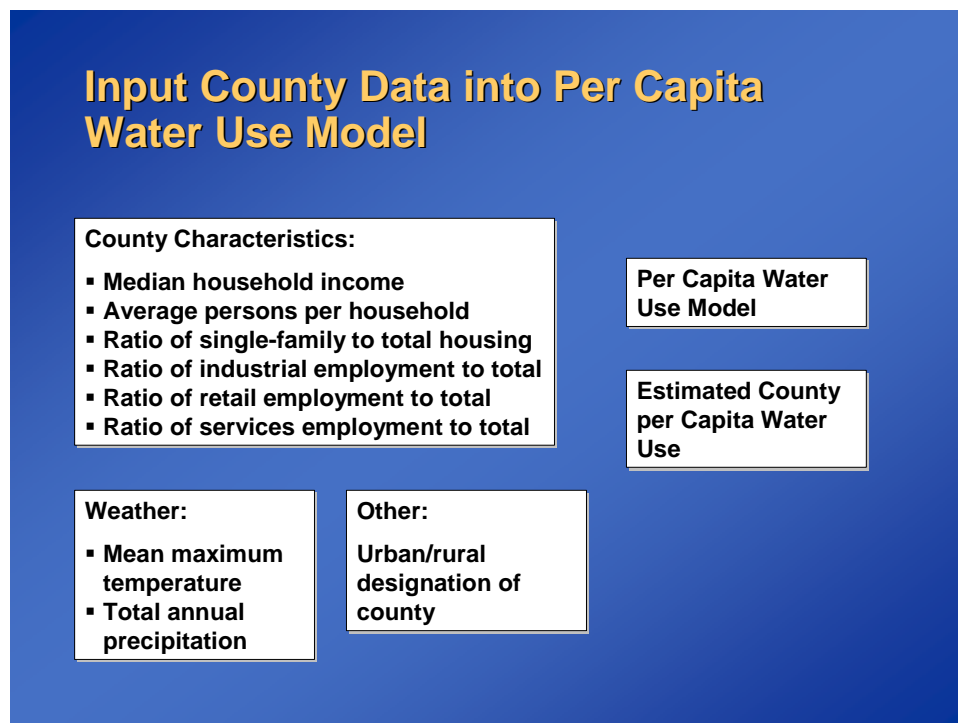 Input County Data into Per Capita
Water Use Model
County Characteristics:
▪ Median household income
▪ Average persons per household
▪ Ratio of single-family to total housing
▪ Ratio of industrial employment to total
▪ Ratio of retail employment to total
▪ Ratio of services employment to total
Per Capita Water
Use Model
Estimated County
per Capita Water
Use
Weather:
▪ Mean maximum
temperature
▪ Total annual
precipitation
Other:
Urban/rural
designation of
county